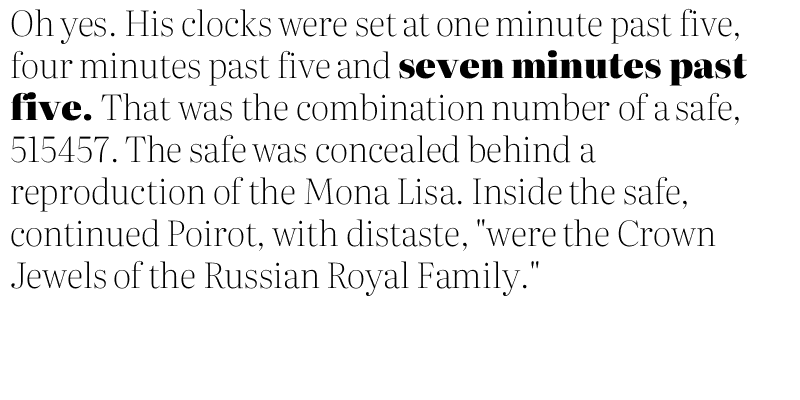 Oh yes. His clocks were set at one minute past five,
four minutes past five and seven minutes past
five. That was the combination number of a safe,
515457. The safe was concealed behind a
reproduction of the Mona Lisa. Inside the safe,
continued Poirot, with distaste, "were the Crown
Jewels of the Russian Royal Family."